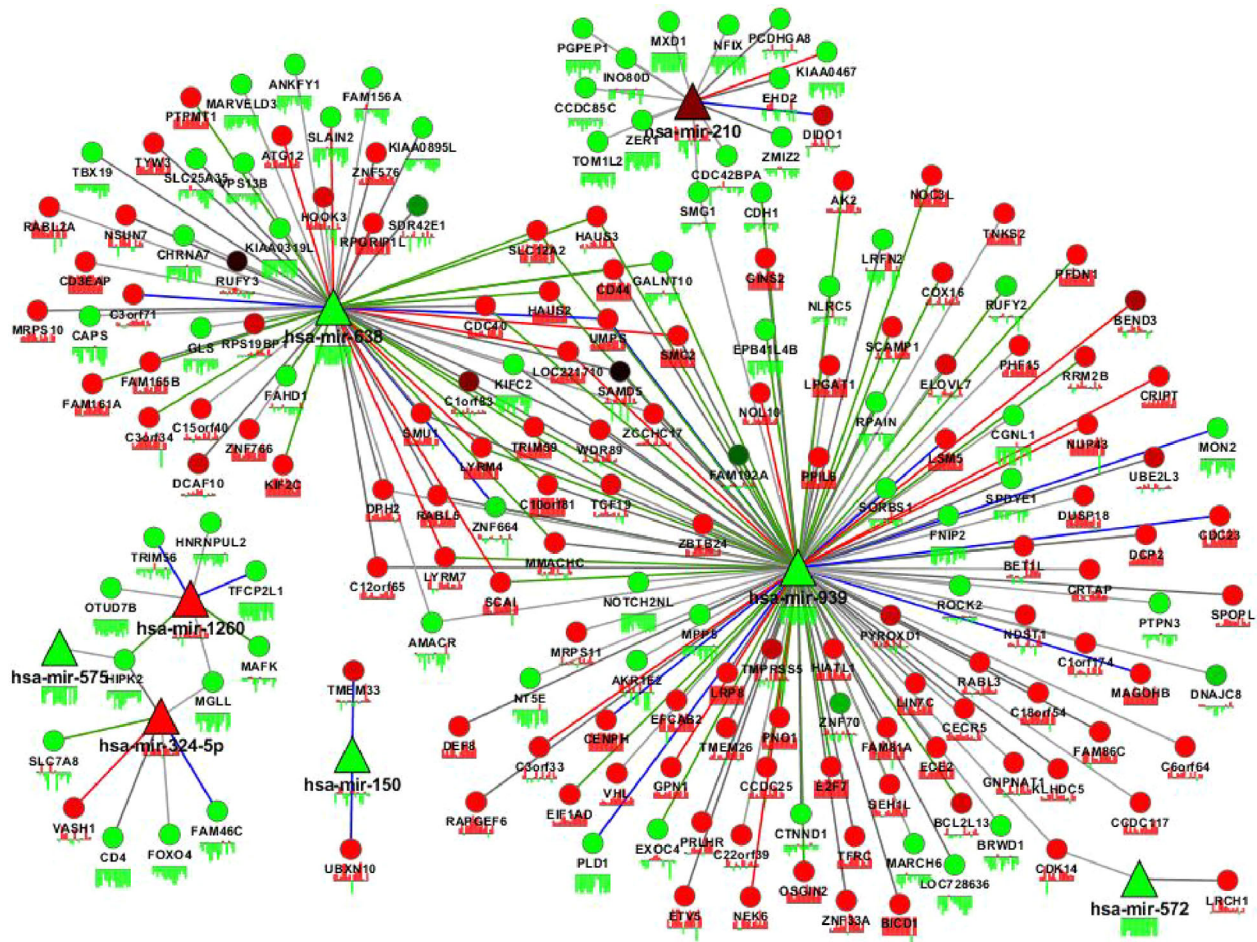 PGPEP1
MXD1
NFIX
PCDHGA8
KIAA0467
INO80D
CCDC85C
EHD2
hsa-mir-210
DIDO1
ZER1
TOM1L2
ZMIZ2
CDC42BPA
SMG1
CDH1
ANKFY1
MARVELD3
FAM156A
PTPMT1
SLAIN2
KIAA0895L
TYW3
ATG12
ZNF576
TBX19
SLC25A35
VPS13B
HOOK3
SDR42E1
RABL2A
NSUN7
RPGRIP1L
CHRNA7
KIAA0319L
CD3EAP
RUFY3
C3orf71
MRPS10
CAPS
GLS
RPS19BP1
hsa-mir-638
FAM165B
FAM161A
FAHD1
C3orf34
C15orf40
ZNF766
DCAF10
KIF2C
SLC12A2
HAUS3
CD44
GALNT10
HAUS2
CDC40
UMPS
SMC2
LOC221710
KIFC2
SAMD5
C1orf83
ZCCHC17
SMU1
TRIM59
WDR89
LYRM4
FAM192A
C10orf181
TCF19
DPH2
RABL5
ZNF664
ZBTB24
MMACHC
C12orf65
LYRM7
SCAI
AMACR
AK2
NOC3L
TNKS2
GINS2
LRFN2
PFDN1
NLRC5
COX16
RUFY2
BEND3
EPB41L4B
SCAMP1
PHF15
LPGAT1
ELOVL7
RRM2B
CRIPT
NOL10
RPAIN
CGNL1
NUP43
MON2
PPIL6
LSM5
UBE2L3
SORBS1
SPDYE1
DUSP18
CDC23
FNIP2
DCP2
BET1L
hsa-mir-939
CRTAP
SPOPL
ROCK2
PTPN3
NOTCH2NL
MPP5
PYROXD1
NDST1
C1orf174
MRPS11
TMPRSS5
HIATL1
RABL3
MAGOHB
DNAJC8
NT5E
AKR1E2
LRP8
LIN7C
C18orf54
EFCAB2
ZNF70
CECR5
DEF8
CENPH
TMEM26
PNO1
FAM81A
FAM86C
C6orf64
C3orf33
ECE2
VHL
GPN1
CCDC25
E2F7
GNPNAT1
KLHDC5
RAPGEF6
EIF1AD
SEH1L
BCL2L13
CCDC117
PLD1
EXOC4
PRLHR
C22orf39
CTNND1
TFRC
MARCH6
BRWD1
LOC728636
CDK14
ETV5
NEK6
OSGIN2
ZNF33A
BICD1
hsa-mir-572
LRCH1
TRIM56
HNRNPUL2
TFCP2L1
OTUD7B
hsa-mir-1260
MAFK
hsa-mir-575
HIPK2
MGLL
hsa-mir-324-5p
SLC7A8
VASH1
FAM46C
CD4
FOXO4
TMEM33
hsa-mir-150
UBXN10